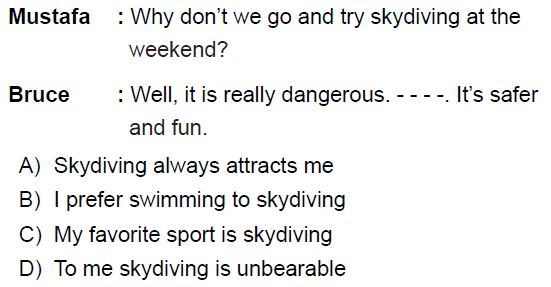 Mustafa : Why don't we go and try skydiving at the
weekend?
Bruce : Well, it is really dangerous. - - - -. It's safer
and fun.
A) Skydiving always attracts me
B) I prefer swimming to skydiving
C) My favorite sport is skydiving
D) To me skydiving is unbearable